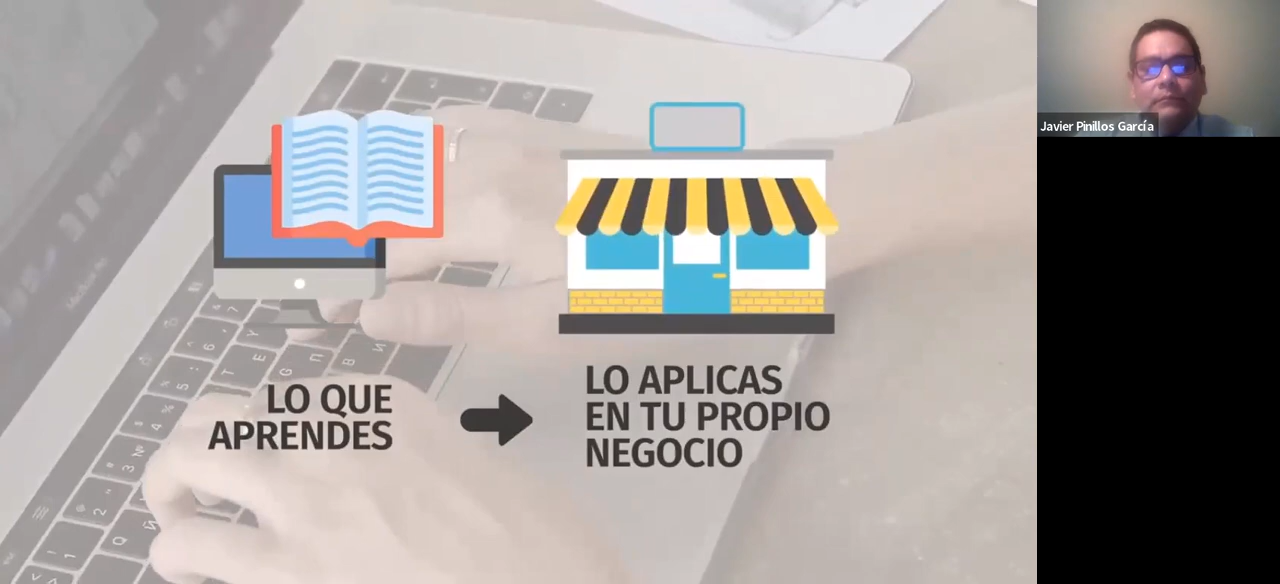 LO QUE
APRENDES
LO APLICAS
EN TU PROPIO
NEGOCIO
Javier Pinillos García